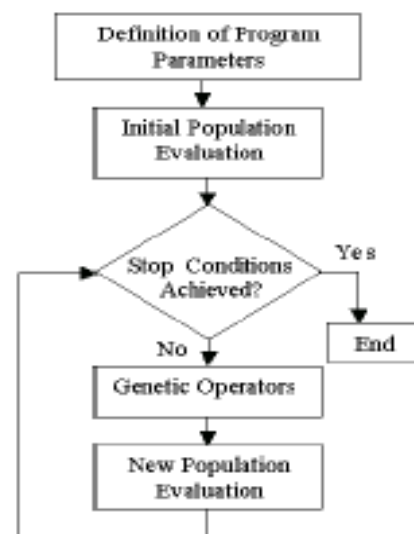 Definition of Program
Parameters
Initial Population
Evaluation
Stop Conditions
Achieved?
Yes
End
No
Genetic Operators
New Population
Evaluation